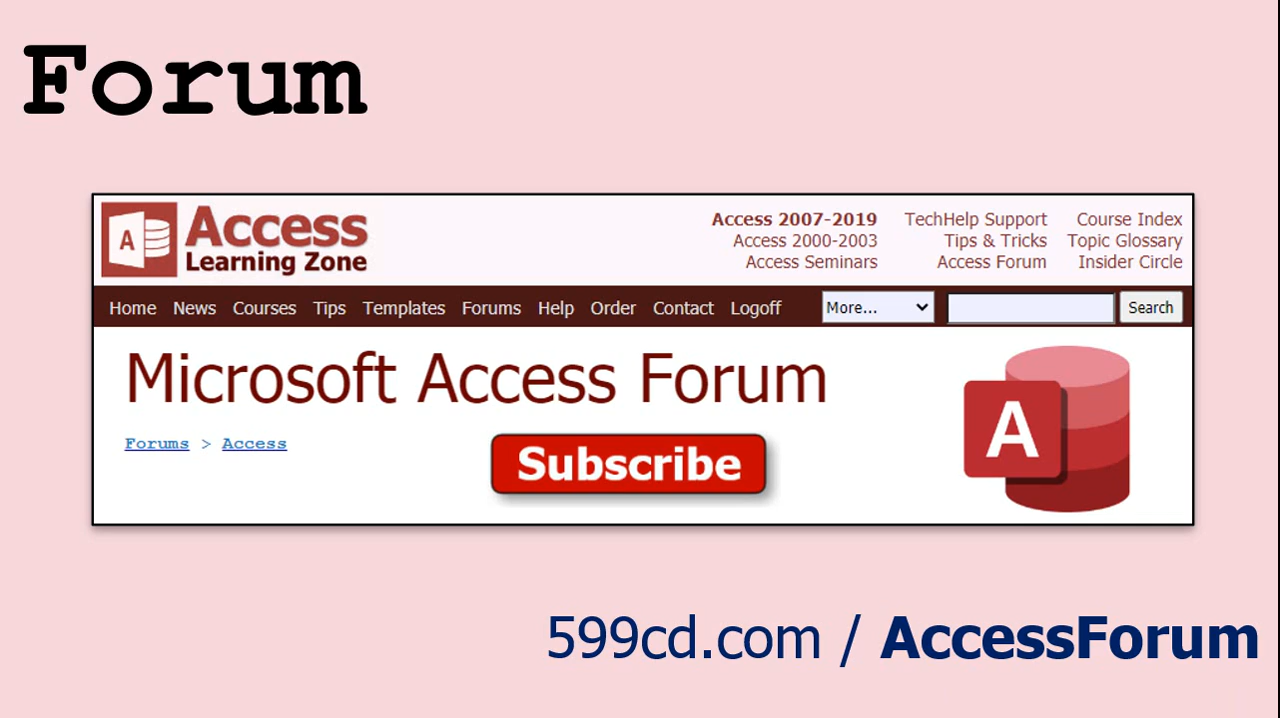 Forum
A
Access
Learning Zone
Access 2007-2019 TechHelp Support Course Index
Access 2000-2003 Tips & Tricks Topic Glossary
Access Seminars Access Forum Insider Circle
Home News Courses Tips Templates Forums Help Order Contact Logoff More... Search
Microsoft Access Forum
A
Forums > Access
Subscribe
599cd.com / AccessForum